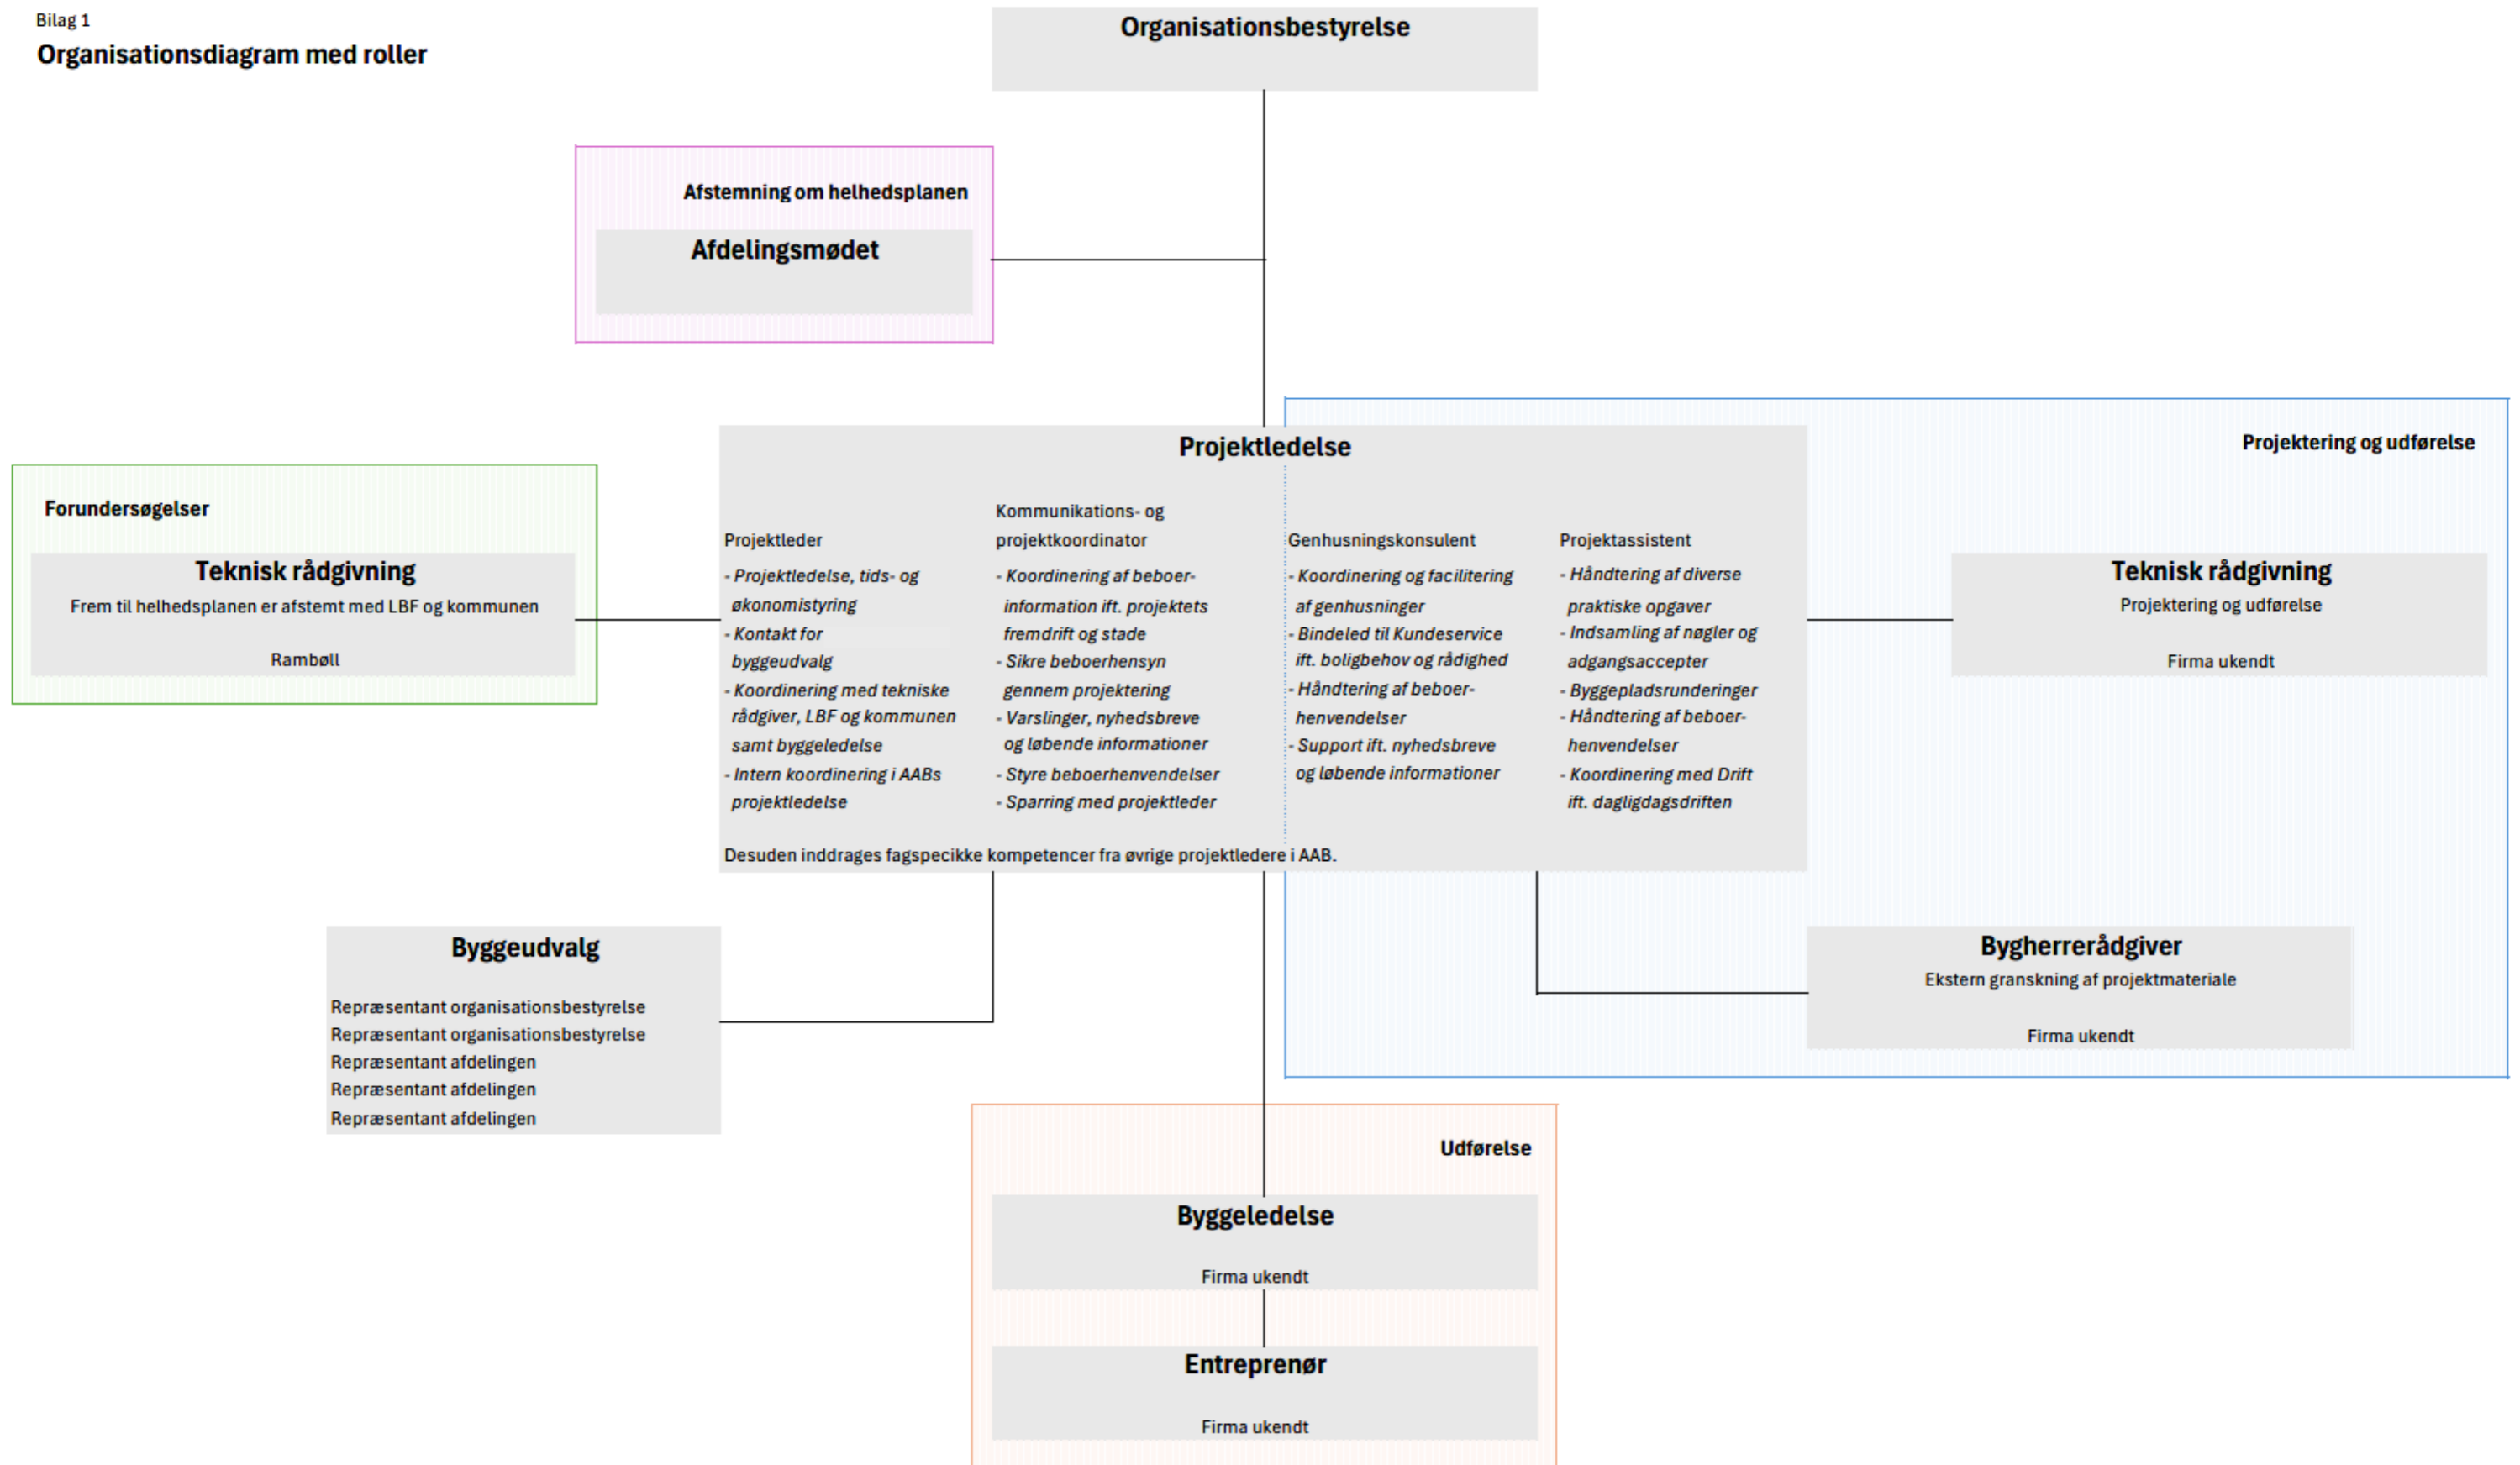 Bilag 1
Organisationsdiagram med roller
Organisationsbestyrelse
Afstemning om helhedsplanen
Afdelingsmødet
Projektledelse
Projektering og udførelse
Forundersøgelser
Teknisk rådgivning
Frem til helhedsplanen er afstemt med LBF og kommunen
Rambøll
Projektleder
- Projektledelse, tids- og
økonomistyring
- Kontakt for
byggeudvalg
- Koordinering med tekniske
rådgiver, LBF og kommunen
samt byggeledelse
- Intern koordinering i AABs
projektledelse
Kommunikations- og
projektkoordinator
- Koordinering af beboer-
information ift. projektets
fremdrift og stade
- Sikre beboerhensyn
gennem projektering
- Varslinger, nyhedsbreve
og løbende informationer
- Styre beboerhenvendelser
- Sparring med projektleder
Genhusningskonsulent
- Koordinering og facilitering
af genhusninger
- Bindeled til Kundeservice
ift. boligbehov og rådighed
- Håndtering af beboer-
henvendelser
- Support ift. nyhedsbreve
og løbende informationer
Projektassistent
- Håndtering af diverse
praktiske opgaver
- Indsamling af nøgler og
adgangsaccepter
- Byggepladsrunderinger
- Håndtering af beboer-
henvendelser
- Koordinering med Drift
ift. dagligdagsdriften
Desuden inddrages fagspecikke kompetencer fra øvrige projektledere i AAB.
Teknisk rådgivning
Projektering og udførelse
Firma ukendt
Byggeudvalg
Repræsentant organisationsbestyrelse
Repræsentant organisationsbestyrelse
Repræsentant afdelingen
Repræsentant afdelingen
Repræsentant afdelingen
Bygherrerådgiver
Ekstern granskning af projektmateriale
Firma ukendt
Udførelse
Byggeledelse
Firma ukendt
Entreprenør
Firma ukendt